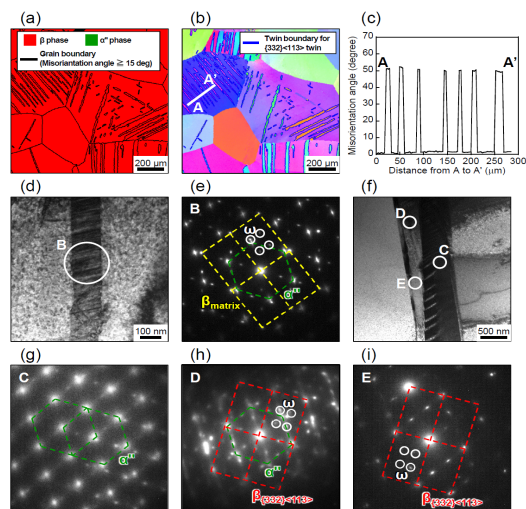 (a)
β phase
α" phase
Grain boundary
(Misoriantation angle ≧ 15 deg)
200 μm
(b)
Twin boundary for
{332}<113> twin
A'
A
200 μm
(c)
Misorientation angle (degree)
60
50
40
30
20
10
0
A
A'
0 50 100 150 200 250 300
Distance from A to A' (μm)
(d)
B
100 nm
(e)
B
ω
βmatrix
α"
(f)
D
C
E
500 nm
(g)
C
α"
(h)
D
ω
α"
β{332}<113>
(i)
E
ω
β{332}<113>